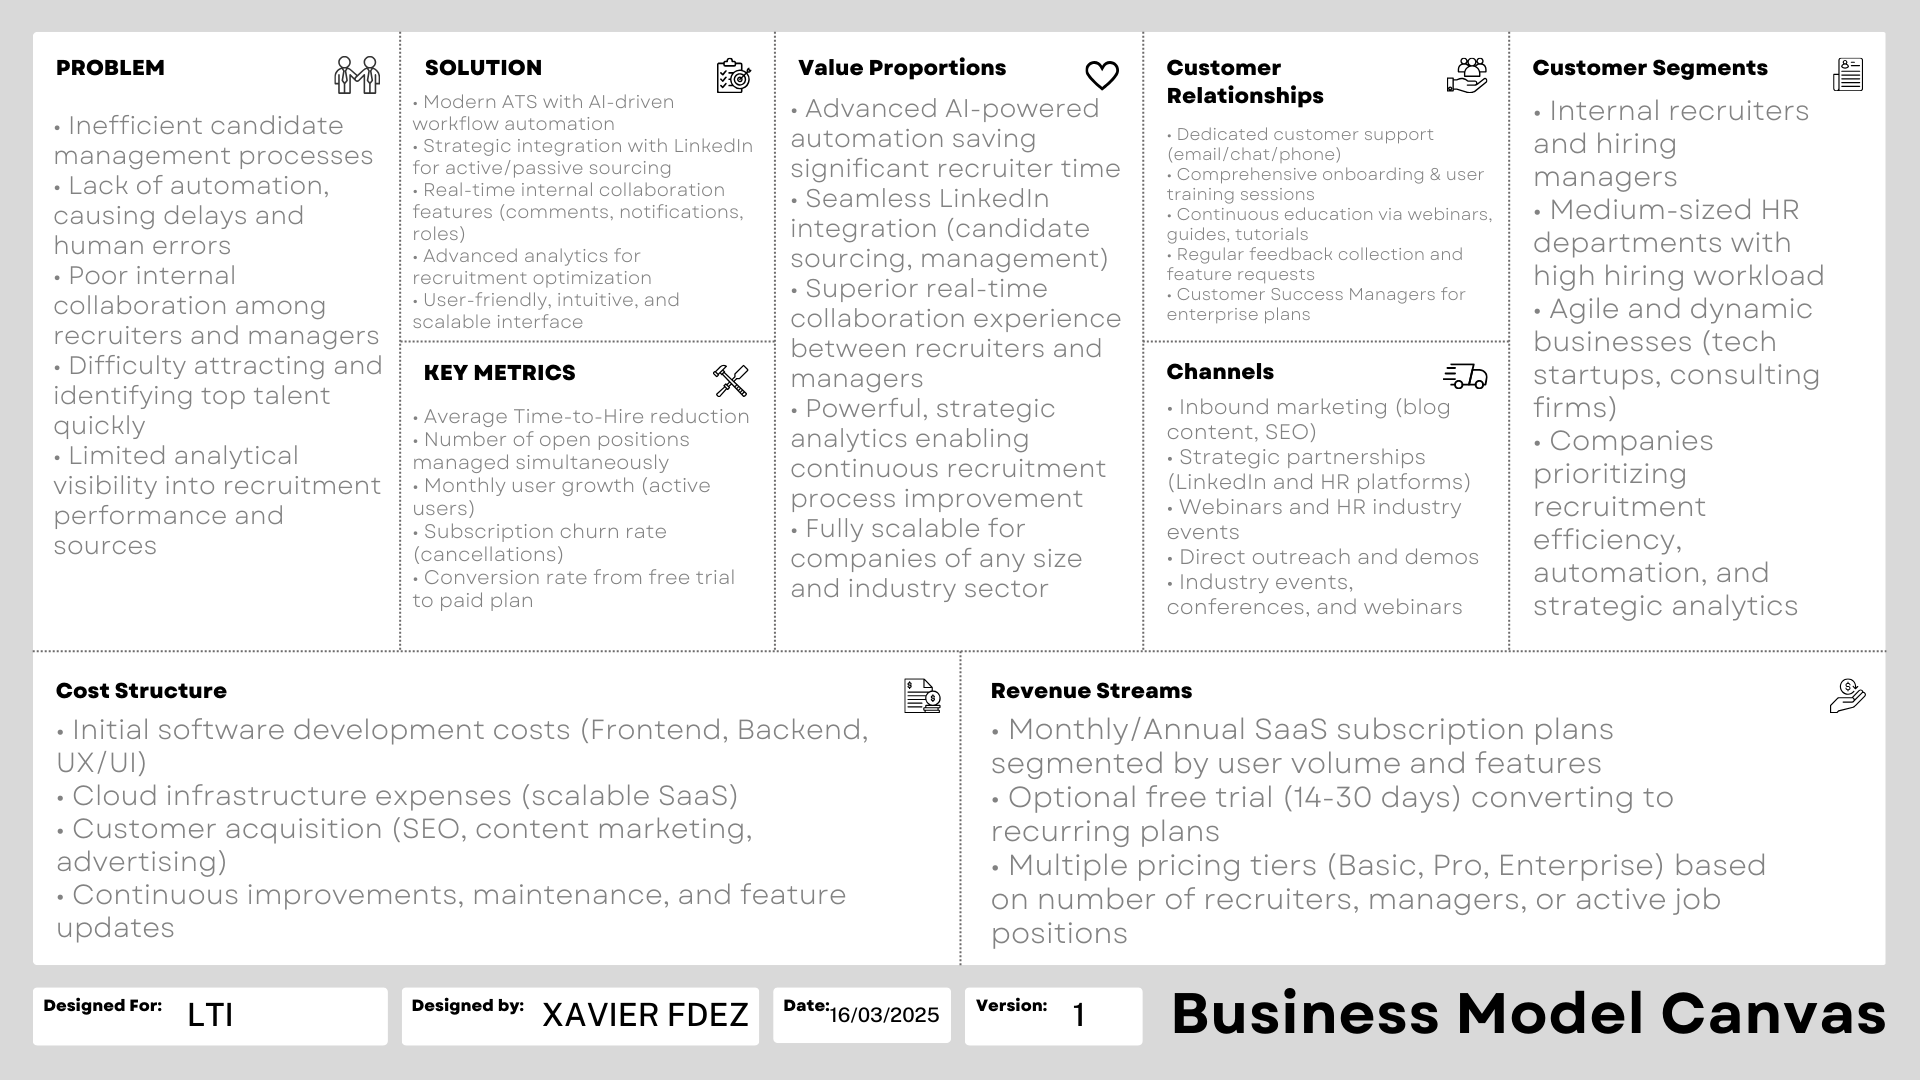 PROBLEM
• Inefficient candidate
management processes
• Lack of automation,
causing delays and
human errors
• Poor internal
collaboration among
recruiters and managers
• Difficulty attracting and
identifying top talent
quickly
• Limited analytical
visibility into recruitment
performance and
sources
SOLUTION
• Modern ATS with AI-driven
workflow automation
• Strategic integration with LinkedIn
for active/passive sourcing
• Real-time internal collaboration
features (comments, notifications,
roles)
• Advanced analytics for
recruitment optimization
• User-friendly, intuitive, and
scalable interface
KEY METRICS
• Average Time-to-Hire reduction
• Number of open positions
managed simultaneously
• Monthly user growth (active
users)
• Subscription churn rate
(cancellations)
• Conversion rate from free trial
to paid plan
Value Proportions
• Advanced AI-powered
automation saving
significant recruiter time
• Seamless LinkedIn
integration (candidate
sourcing, management)
• Superior real-time
collaboration experience
between recruiters and
managers
• Powerful, strategic
analytics enabling
continuous recruitment
process improvement
• Fully scalable for
companies of any size
and industry sector
Customer
Relationships
• Dedicated customer support
(email/chat/phone)
• Comprehensive onboarding & user
training sessions
• Continuous education via webinars,
guides, tutorials
• Regular feedback collection and
feature requests
• Customer Success Managers for
enterprise plans
Channels
• Inbound marketing (blog
content, SEO)
• Strategic partnerships
(LinkedIn and HR platforms)
• Webinars and HR industry
events
• Direct outreach and demos
• Industry events,
conferences, and webinars
Customer Segments
• Internal recruiters
and hiring
managers
• Medium-sized HR
departments with
high hiring workload
• Agile and dynamic
businesses (tech
startups, consulting
firms)
• Companies
prioritizing
recruitment
efficiency,
automation, and
strategic analytics
Cost Structure
• Initial software development costs (Frontend, Backend,
UX/UI)
• Cloud infrastructure expenses (scalable SaaS)
• Customer acquisition (SEO, content marketing,
advertising)
• Continuous improvements, maintenance, and feature
updates
Revenue Streams
• Monthly/Annual SaaS subscription plans
segmented by user volume and features
• Optional free trial (14-30 days) converting to
recurring plans
• Multiple pricing tiers (Basic, Pro, Enterprise) based
on number of recruiters, managers, or active job
positions
Designed For: LTI
Designed by: XAVIER FDEZ
Date: 16/03/2025
Version: 1
Business Model Canvas